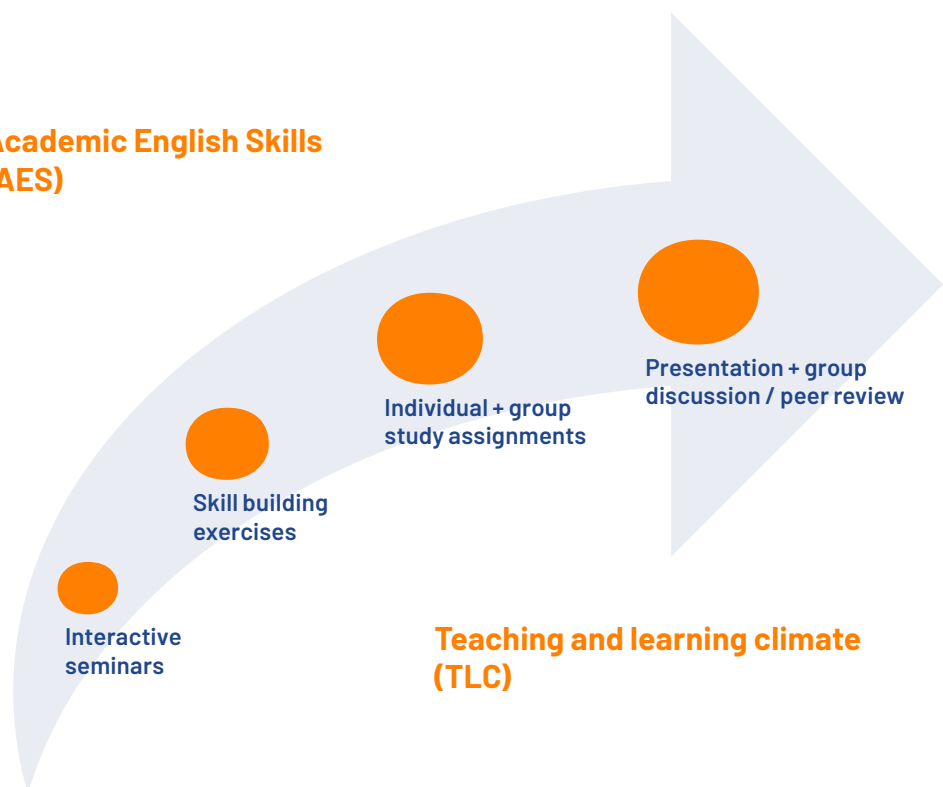 Academic English Skills
(AES)
Presentation + group
discussion / peer review
Individual + group
study assignments
Skill building
exercises
Interactive
seminars
Teaching and learning climate
(TLC)